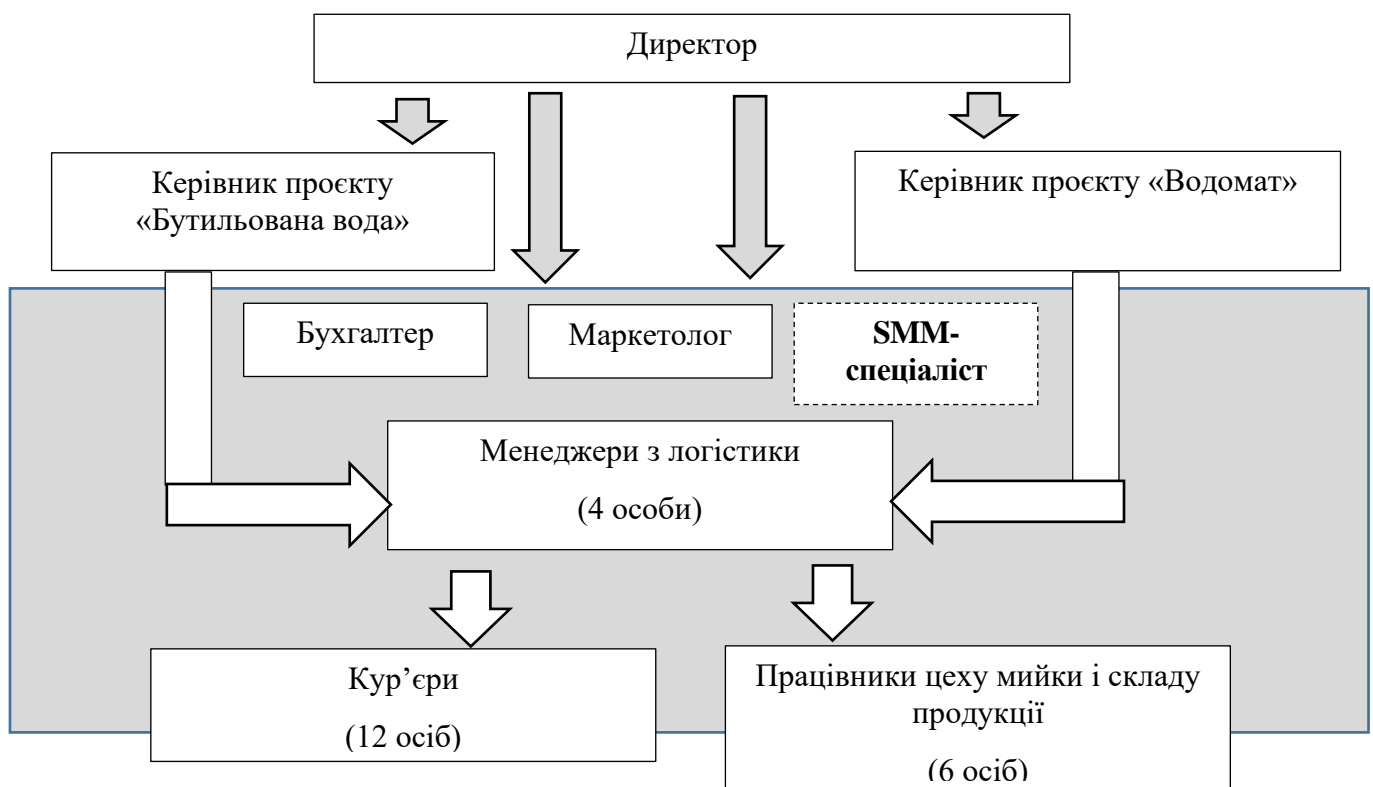 Директор
Керівник проєкту
«Бутильована вода»
Керівник проєкту «Водомат»
Бухгалтер
Маркетолог
SMM-
спеціаліст
Менеджери з логістики
(4 особи)
Кур’єри
(12 осіб)
Працівники цеху мийки і складу
продукції
(6 осіб)